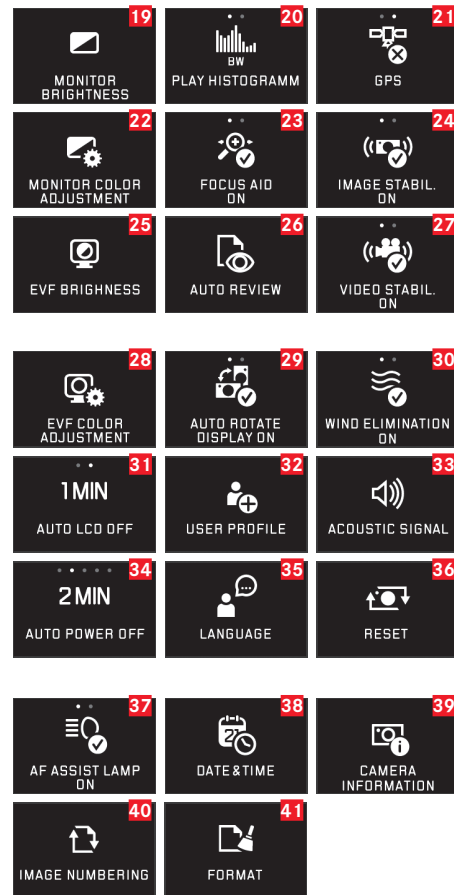 19
MONITOR
BRIGHTNESS
20
BW
PLAY HISTOGRAMM
21
GPS
22
MONITOR COLOR
ADJUSTMENT
23
FOCUS AID
ON
24
IMAGE STABIL.
ON
25
EVF BRIGHNESS
26
AUTO REVIEW
27
VIDEO STABIL.
ON
28
EVF COLOR
ADJUSTMENT
29
AUTO ROTATE
DISPLAY ON
30
WIND ELIMINATION
ON
31
1 MIN
AUTO LCD OFF
32
USER PROFILE
33
ACOUSTIC SIGNAL
34
2 MIN
AUTO POWER OFF
35
LANGUAGE
36
RESET
37
AF ASSIST LAMP
ON
38
27
DATE & TIME
39
CAMERA
INFORMATION
40
IMAGE NUMBERING
41
FORMAT